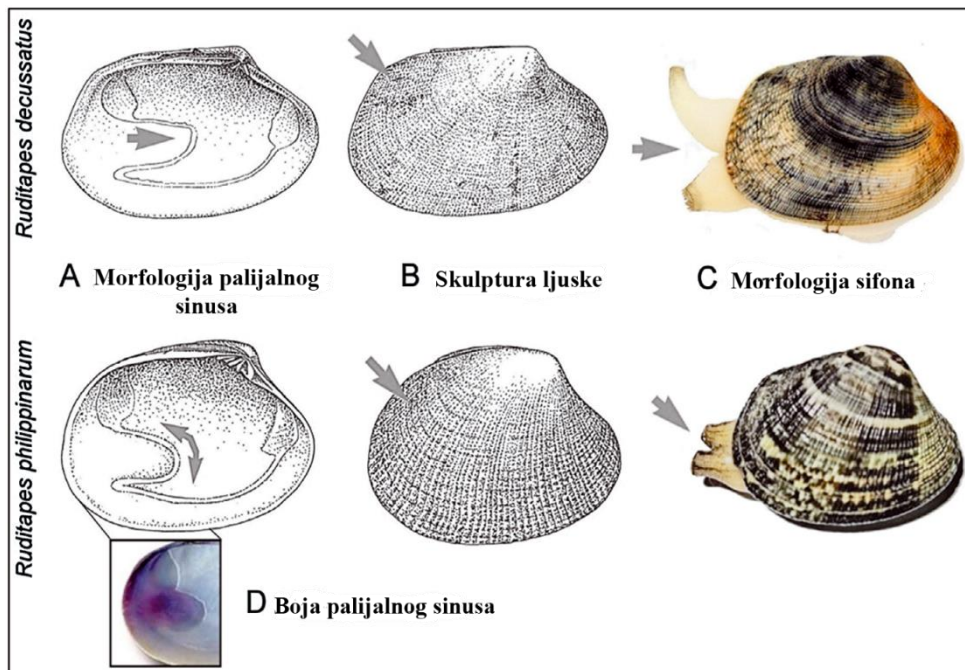 Ruditapes decussatus
A Morfologija palijalnog
sinusa
B Skulptura ljuske
C Morfologija sifona
Ruditapes philippinarum
D Boja palijalnog sinusa